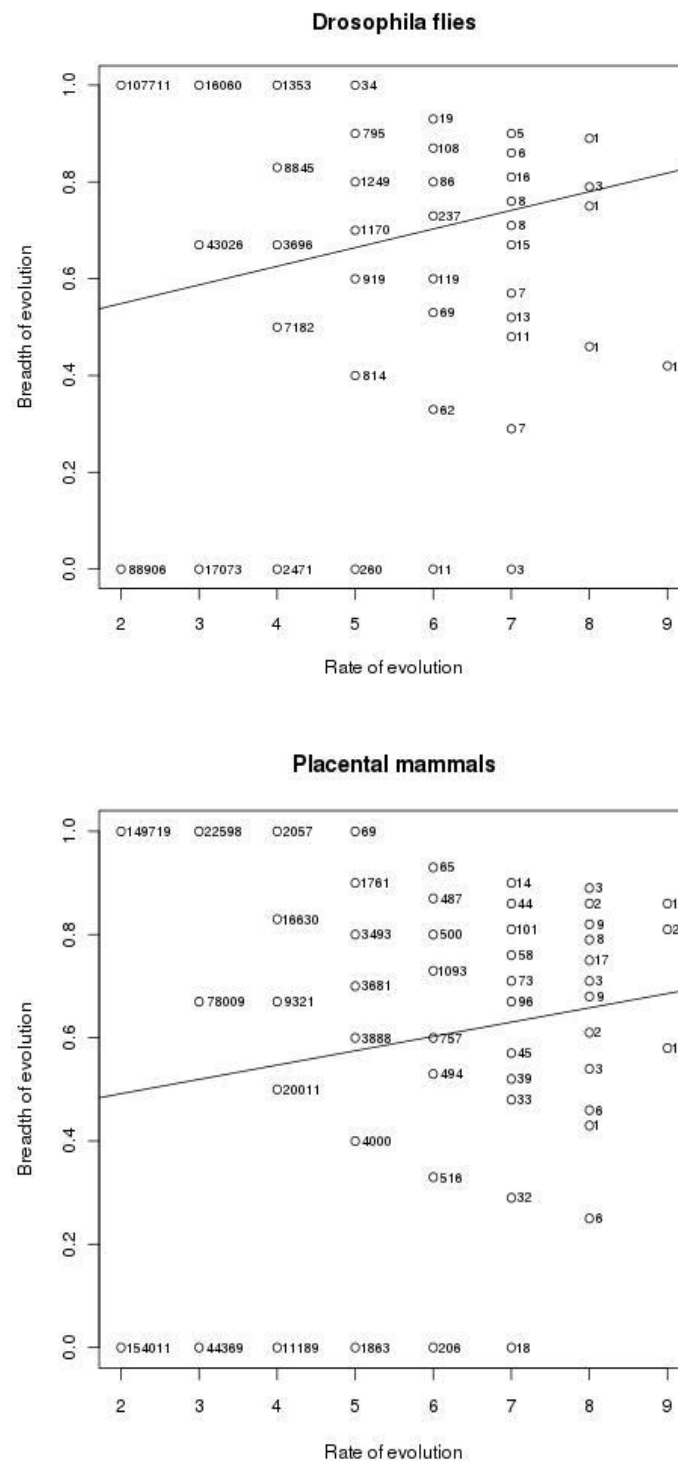 Drosophila flies
1.0
107711 16060 1353 34
19
795 5 1
108 6
8845
0.8
1249 86 16 3
8 1
237
1170 8
43026 3696 15
0.6
919 119
7
69 13
7182 11
1
1
0.4
814
62
7
0.2
0.0
88906 17073 2471 260 11 3
Breadth of evolution
2 3 4 5 6 7 8 9
Rate of evolution
Placental mammals
1.0
149719 22598 2057 69
65
1761 14 3
487 44 2 1
16630
9
0.8
3493 500 101 2
8
58 17
1093
3681 73 3
9
78009 9321 96
2
0.6
3888 757
1
45
494 39 3
20011 33
6
1
0.4
4000
516
32
6
0.2
0.0
154011 44369 11189 1863 206 18
Breadth of evolution
2 3 4 5 6 7 8 9
Rate of evolution